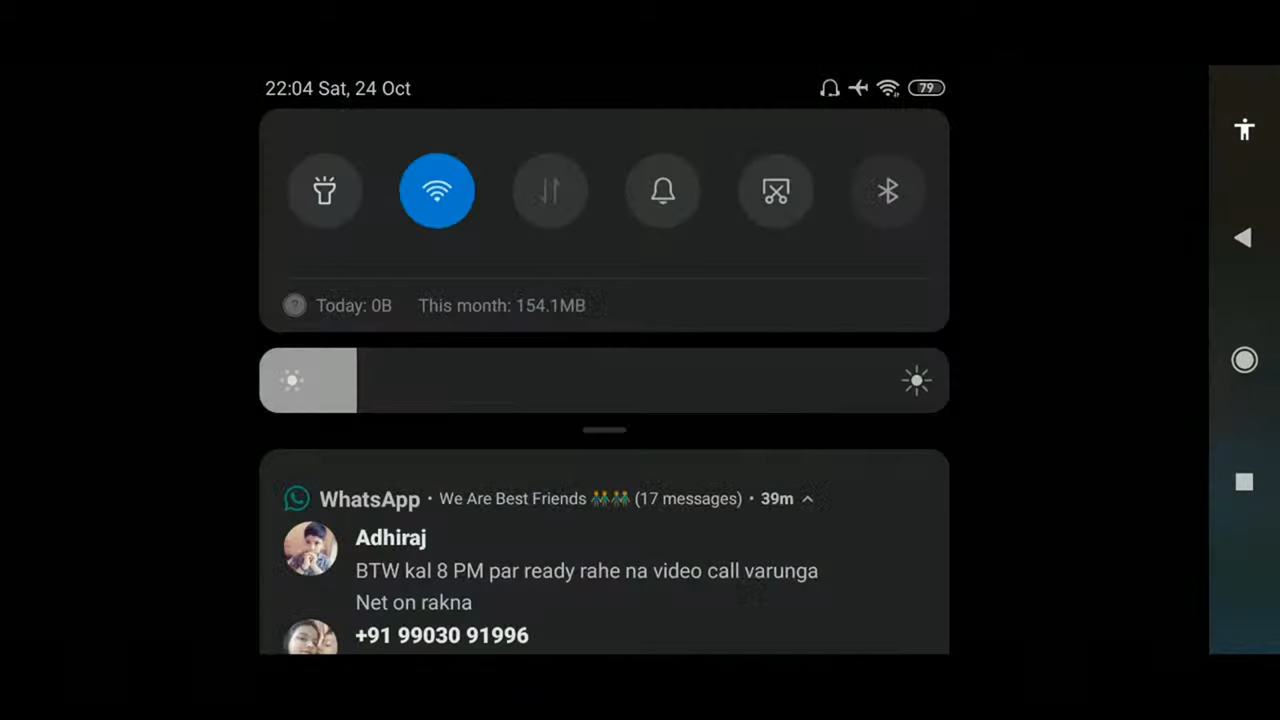 22:04 Sat, 24 Oct
79
Today: 0B This month: 154.1MB
WhatsApp · We Are Best Friends 👬👬 (17 messages) · 39m
Adhiraj
BTW kal 8 PM par ready rahe na video call varunga
Net on rakna
+91 99030 91996